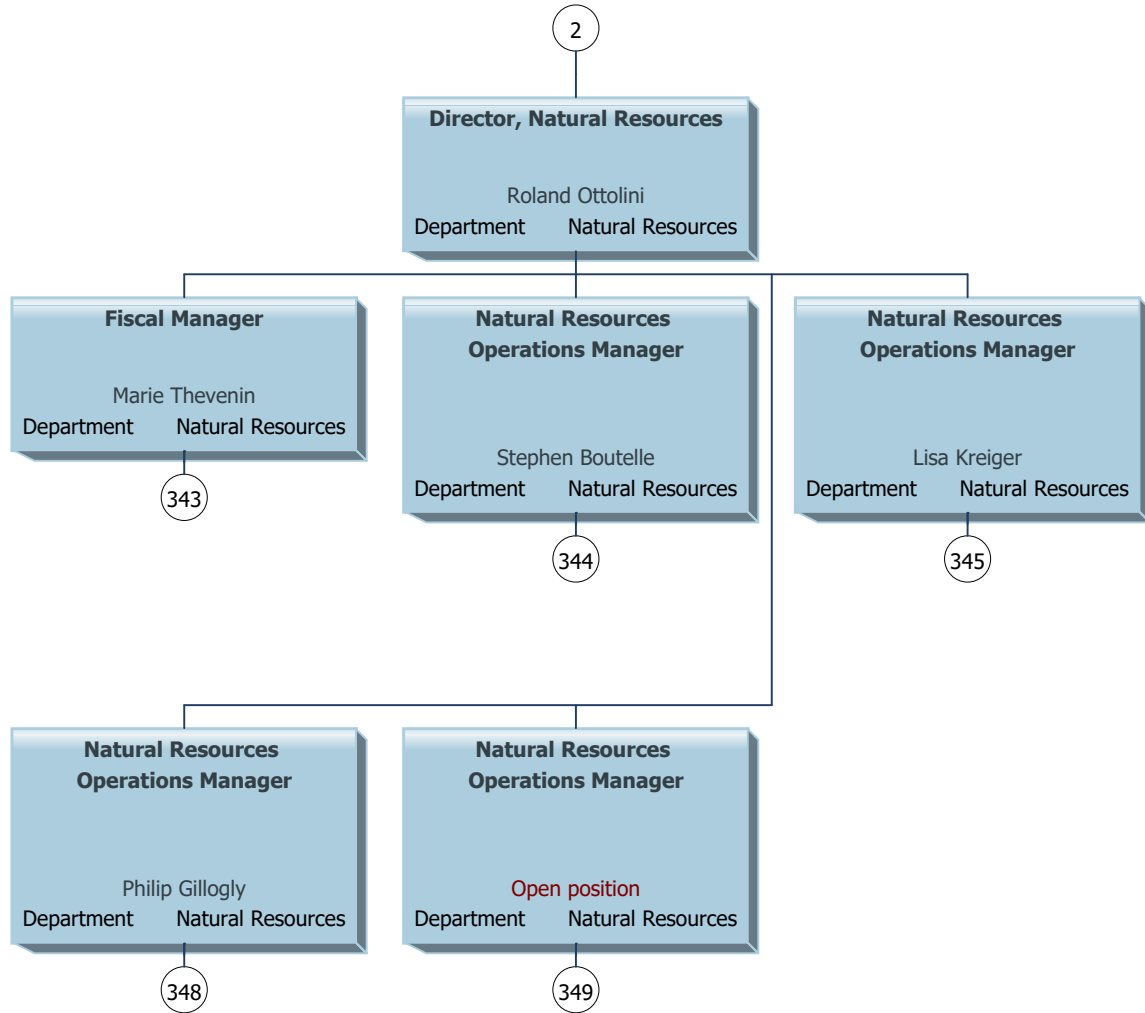 2
Director, Natural Resources
Roland Ottolini
Department Natural Resources
Fiscal Manager
Marie Thevenin
Department Natural Resources
343
Natural Resources
Operations Manager
Stephen Boutelle
Department Natural Resources
344
Natural Resources
Operations Manager
Lisa Kreiger
Department Natural Resources
345
Natural Resources
Operations Manager
Philip Gillogly
Department Natural Resources
348
Natural Resources
Operations Manager
Open position
Department Natural Resources
349